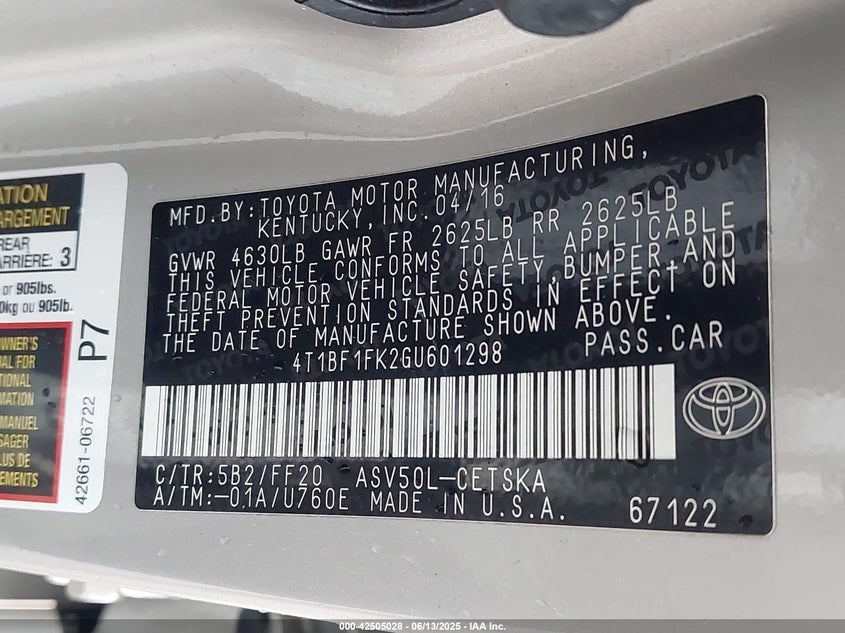 ATION
ARGEMENT
REAR
ARRIÈRE: 3
or 905lbs.
0kg ou 905lb.
OWNER'S
UAL FOR
TIONAL
MATION
MANUEL
SAGER
LUS DE
EMENTS
42661-06722 P7
MFD.BY:TOYOTA MOTOR MANUFACTURING,
KENTUCKY,INC.04/16
GVWR 4630LB GAWR FR 2625LB RR 2625LB
THIS VEHICLE CONFORMS TO ALL APPLICABLE
FEDERAL MOTOR VEHICLE SAFETY,BUMPER,AND
THEFT PREVENTION STANDARDS IN EFFECT ON
THE DATE OF MANUFACTURE SHOWN ABOVE.
4T1BF1FK2GU601298 PASS.CAR
C/TR:5B2/FF20 ASV50L-CETSKA
A/TM:-01A/U760E MADE IN U.S.A. 67122
000-42505028 - 06/13/2025 - IAA Inc.